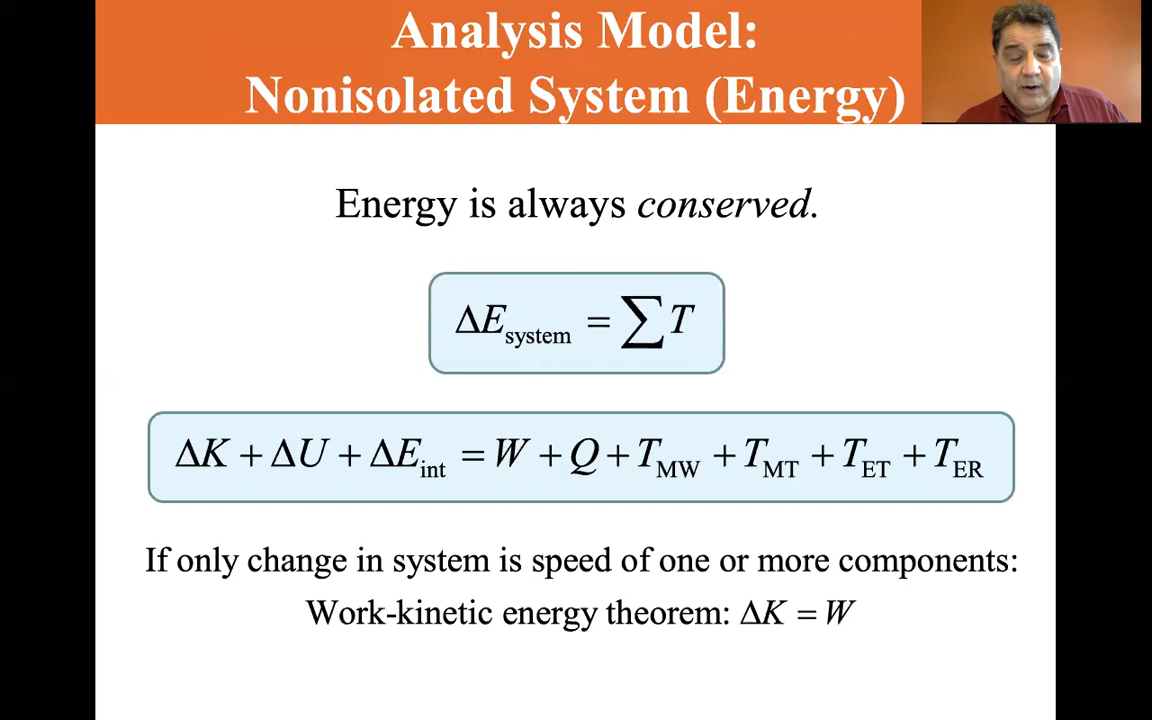 Analysis Model:
Nonisolated System (Energy)
Energy is always conserved.
ΔE_system = ∑T
ΔK + ΔU + ΔE_int = W + Q + T_MW + T_MT + T_ET + T_ER
If only change in system is speed of one or more components:
Work-kinetic energy theorem: ΔK = W